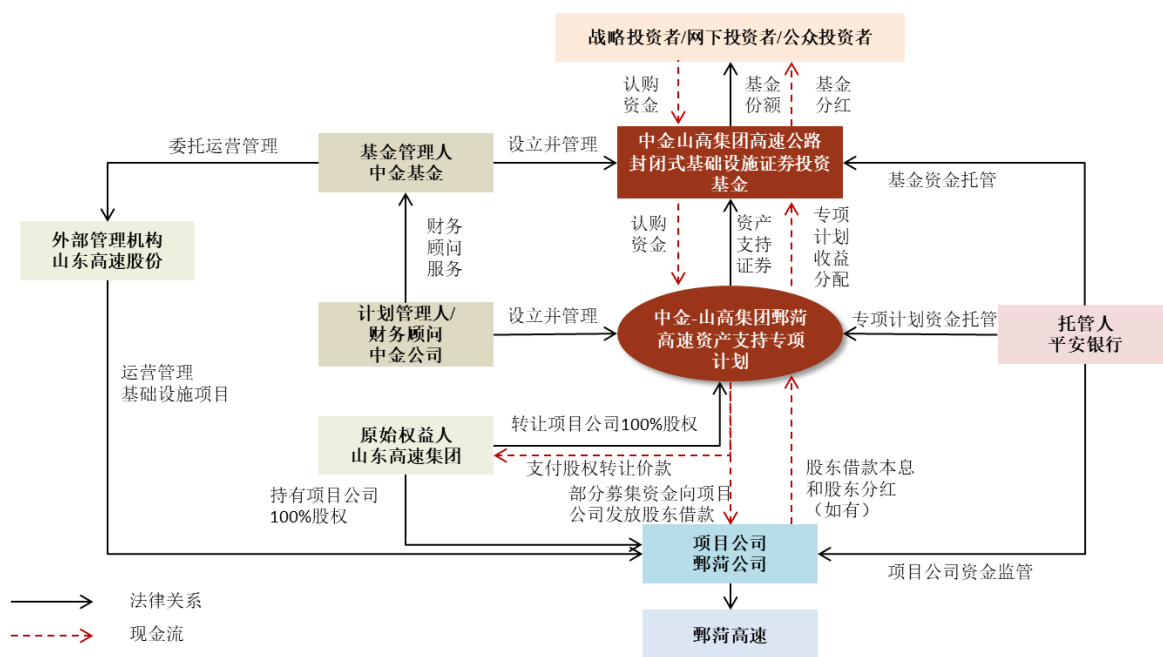 战略投资者/网下投资者/公众投资者
认购
资金
基金
份额
基金
分红
委托运营管理
基金管理人
中金基金
设立并管理
中金山高集团高速公路
封闭式基础设施证券投资
基金
基金资金托管
外部管理机构
山东高速股份
财务
顾问
服务
认购
资金
资产
支持
证券
专项
计划
收益
分配
计划管理人/
财务顾问
中金公司
设立并管理
中金-山高集团鄄菏
高速资产支持专项
计划
专项计划资金托管
托管人
平安银行
运营管理
基础设施项目
原始权益人
山东高速集团
转让项目公司100%股权
支付股权转让价款
持有项目公司
100%股权
部分募集资金向项目
公司发放股东借款
股东借款本息
和股东分红
（如有）
项目公司
鄄菏公司
项目公司资金监管
法律关系
现金流
鄄菏高速